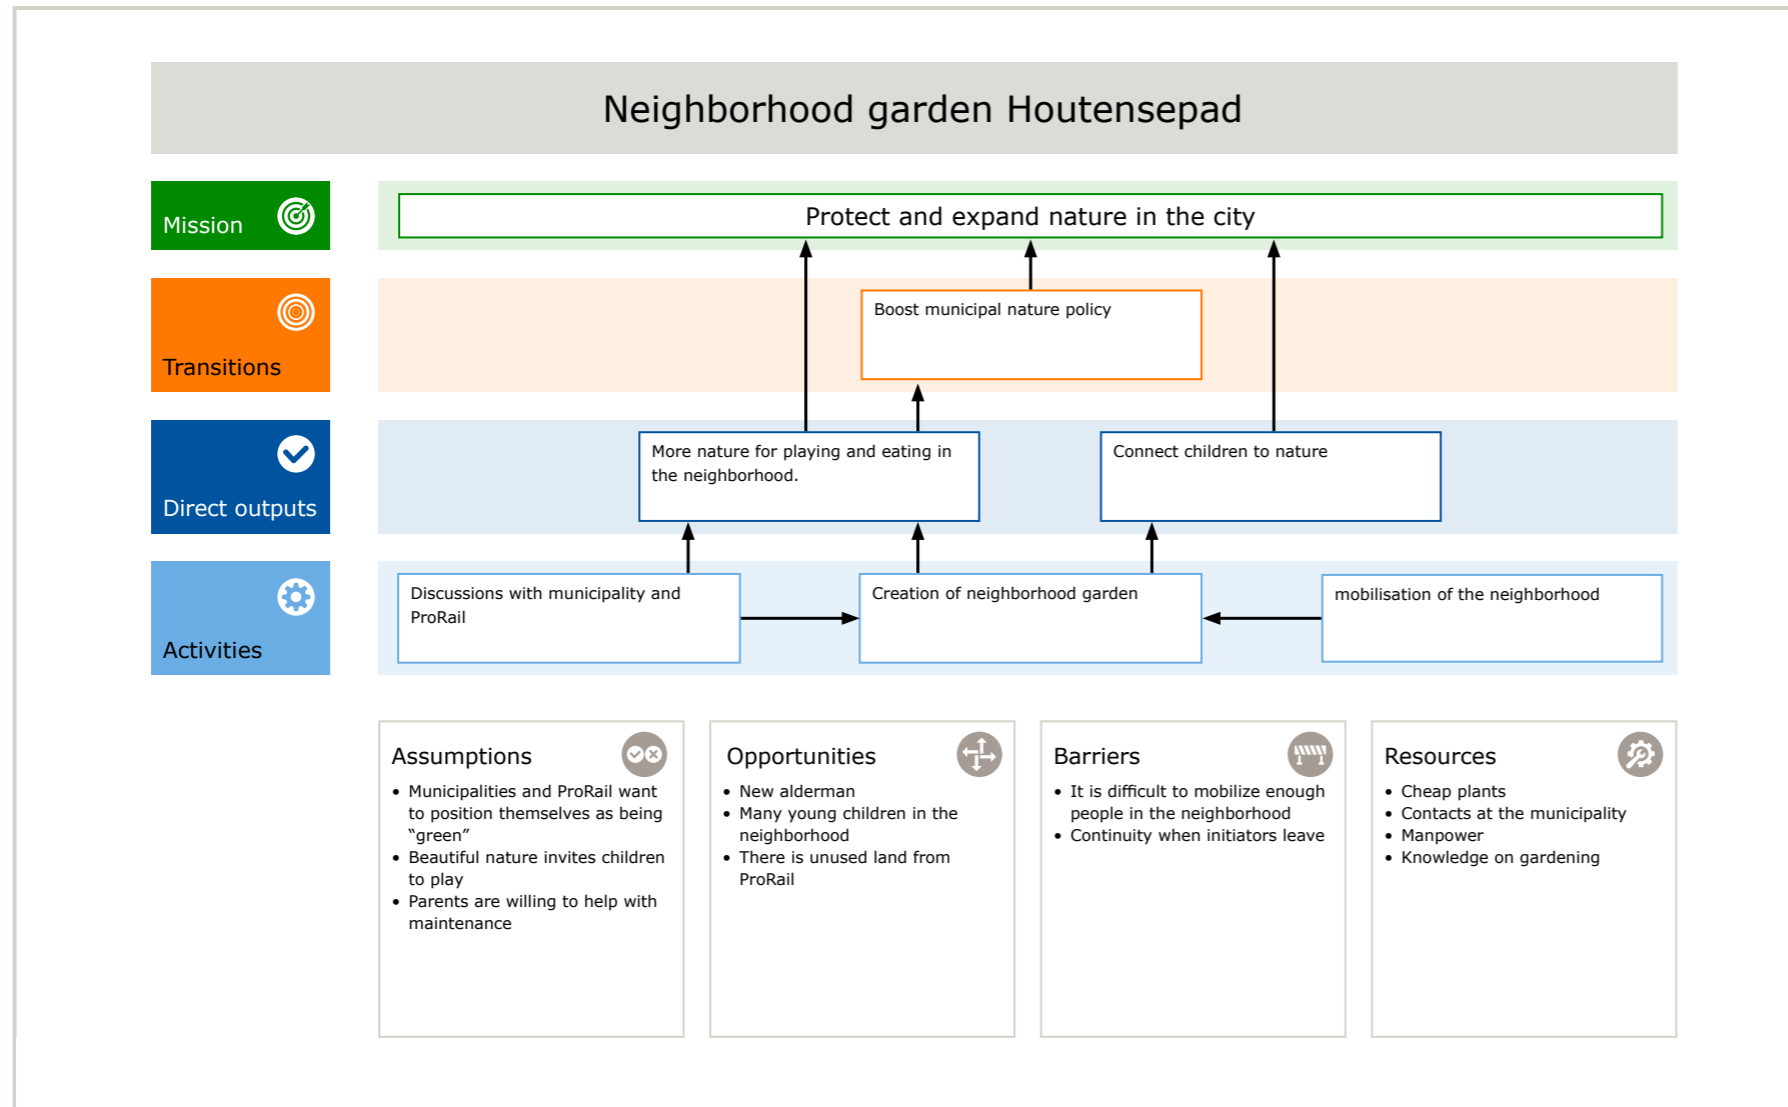 Neighborhood garden Houtensepad
Mission
Protect and expand nature in the city
Transitions
Boost municipal nature policy
Direct outputs
More nature for playing and eating in
the neighborhood.
Connect children to nature
Activities
Discussions with municipality and
ProRail
Creation of neighborhood garden
mobilisation of the neighborhood
Assumptions
• Municipalities and ProRail want
to position themselves as being
“green”
• Beautiful nature invites children
to play
• Parents are willing to help with
maintenance
Opportunities
• New alderman
• Many young children in the
neighborhood
• There is unused land from
ProRail
Barriers
• It is difficult to mobilize enough
people in the neighborhood
• Continuity when initiators leave
Resources
• Cheap plants
• Contacts at the municipality
• Manpower
• Knowledge on gardening